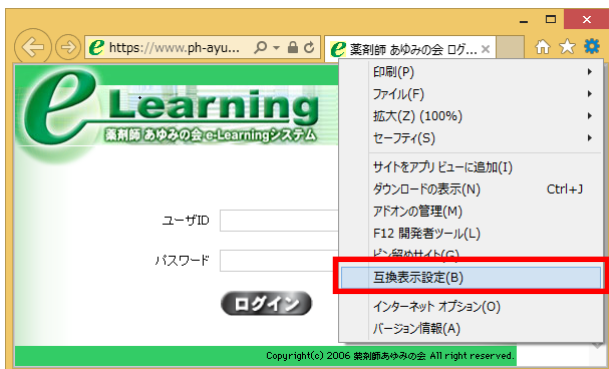 https://www.ph-ayu...
薬剤師 あゆみの会 ログ...
e Learning
薬剤師 あゆみの会 e-Learningシステム
ユーザID
パスワード
ログイン
印刷(P)
ファイル(F)
拡大(Z) (100%)
セーフティ(S)
サイトをアプリ ビューに追加(I)
ダウンロードの表示(N) Ctrl+J
アドオンの管理(M)
F12 開発者ツール(L)
ピン留めサイト(G)
互換表示設定(B)
インターネット オプション(O)
バージョン情報(A)
Copyright(c) 2006 薬剤師あゆみの会 All right reserved.